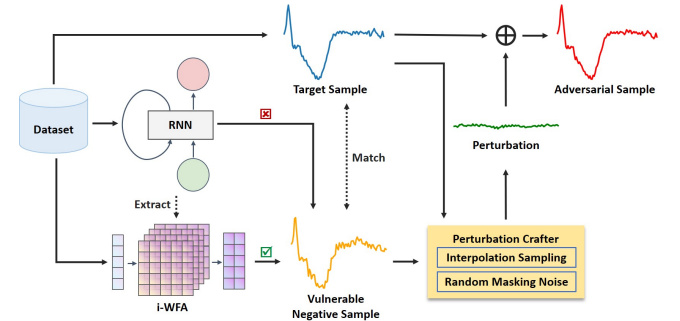 Target Sample
Adversarial Sample
Dataset
RNN
Perturbation
Match
Extract
Perturbation Crafter
Interpolation Sampling
Random Masking Noise
i-WFA
Vulnerable
Negative Sample